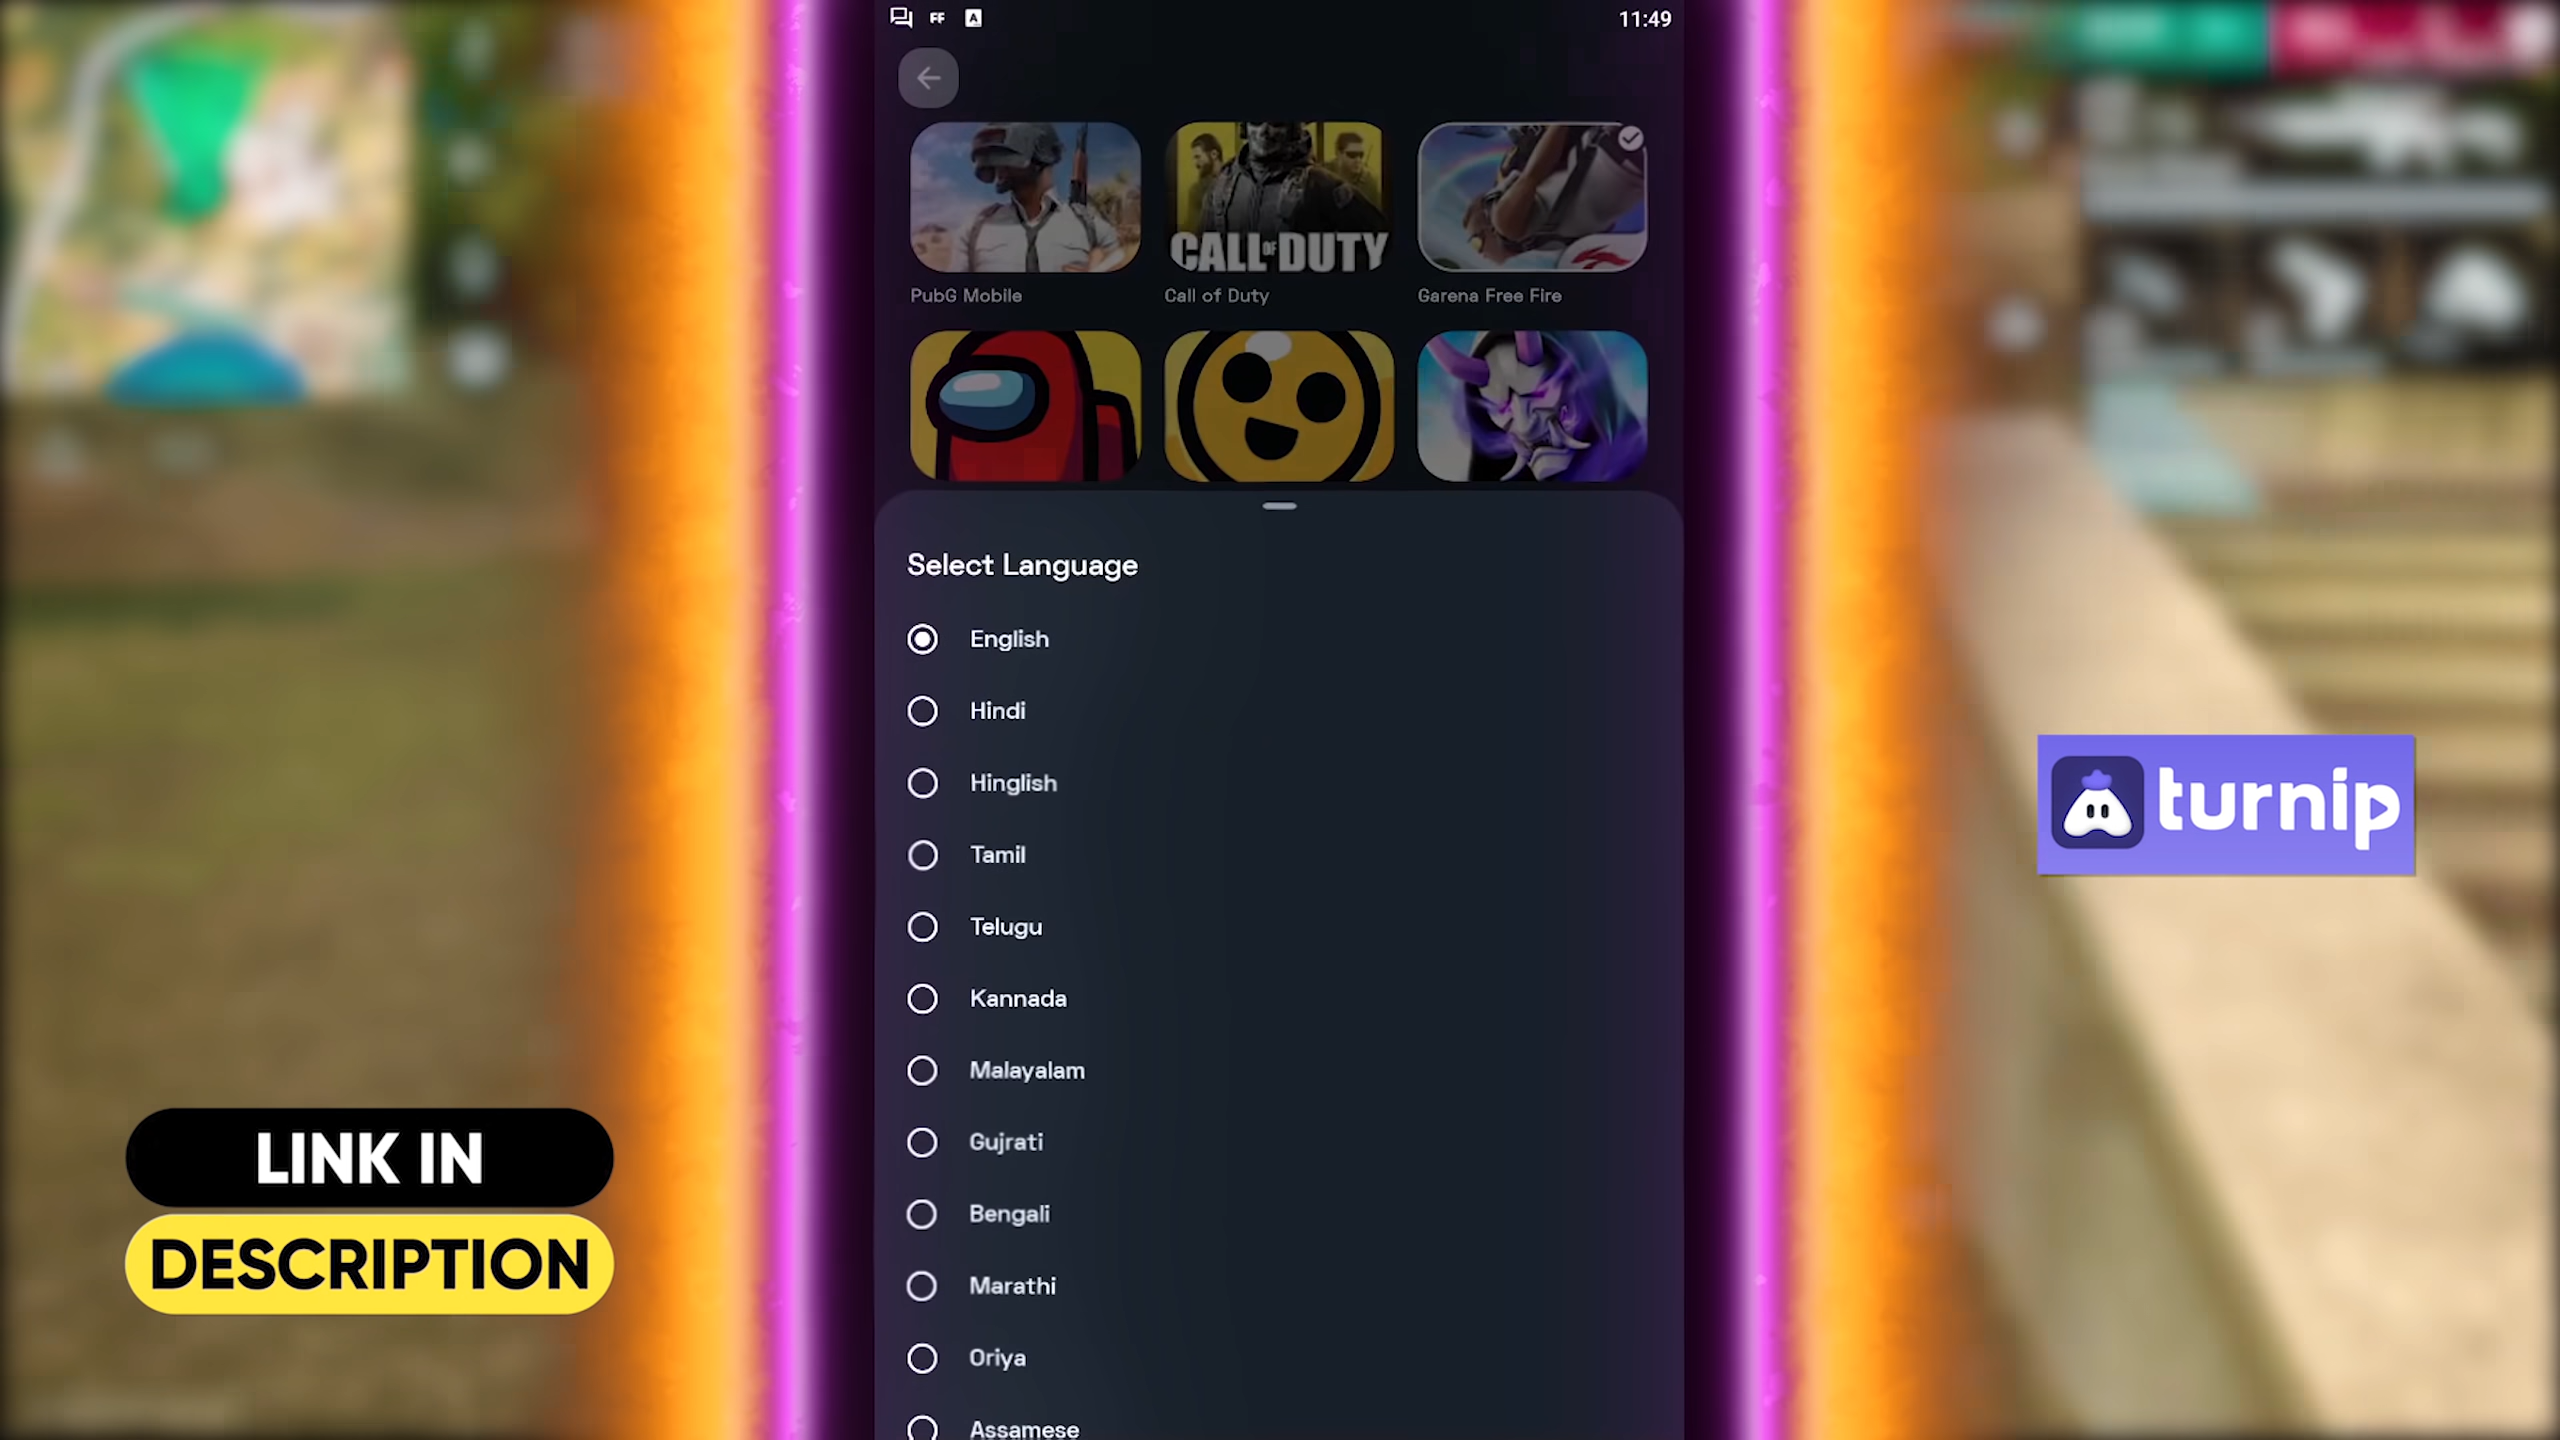 FF A 11:49
CALL OF DUTY
PubG Mobile Call of Duty Garena Free Fire
Select Language
English
Hindi
Hinglish
Tamil
Telugu
Kannada
Malayalam
Gujrati
Bengali
Marathi
Oriya
Assamese
turnip
LINK IN
DESCRIPTION